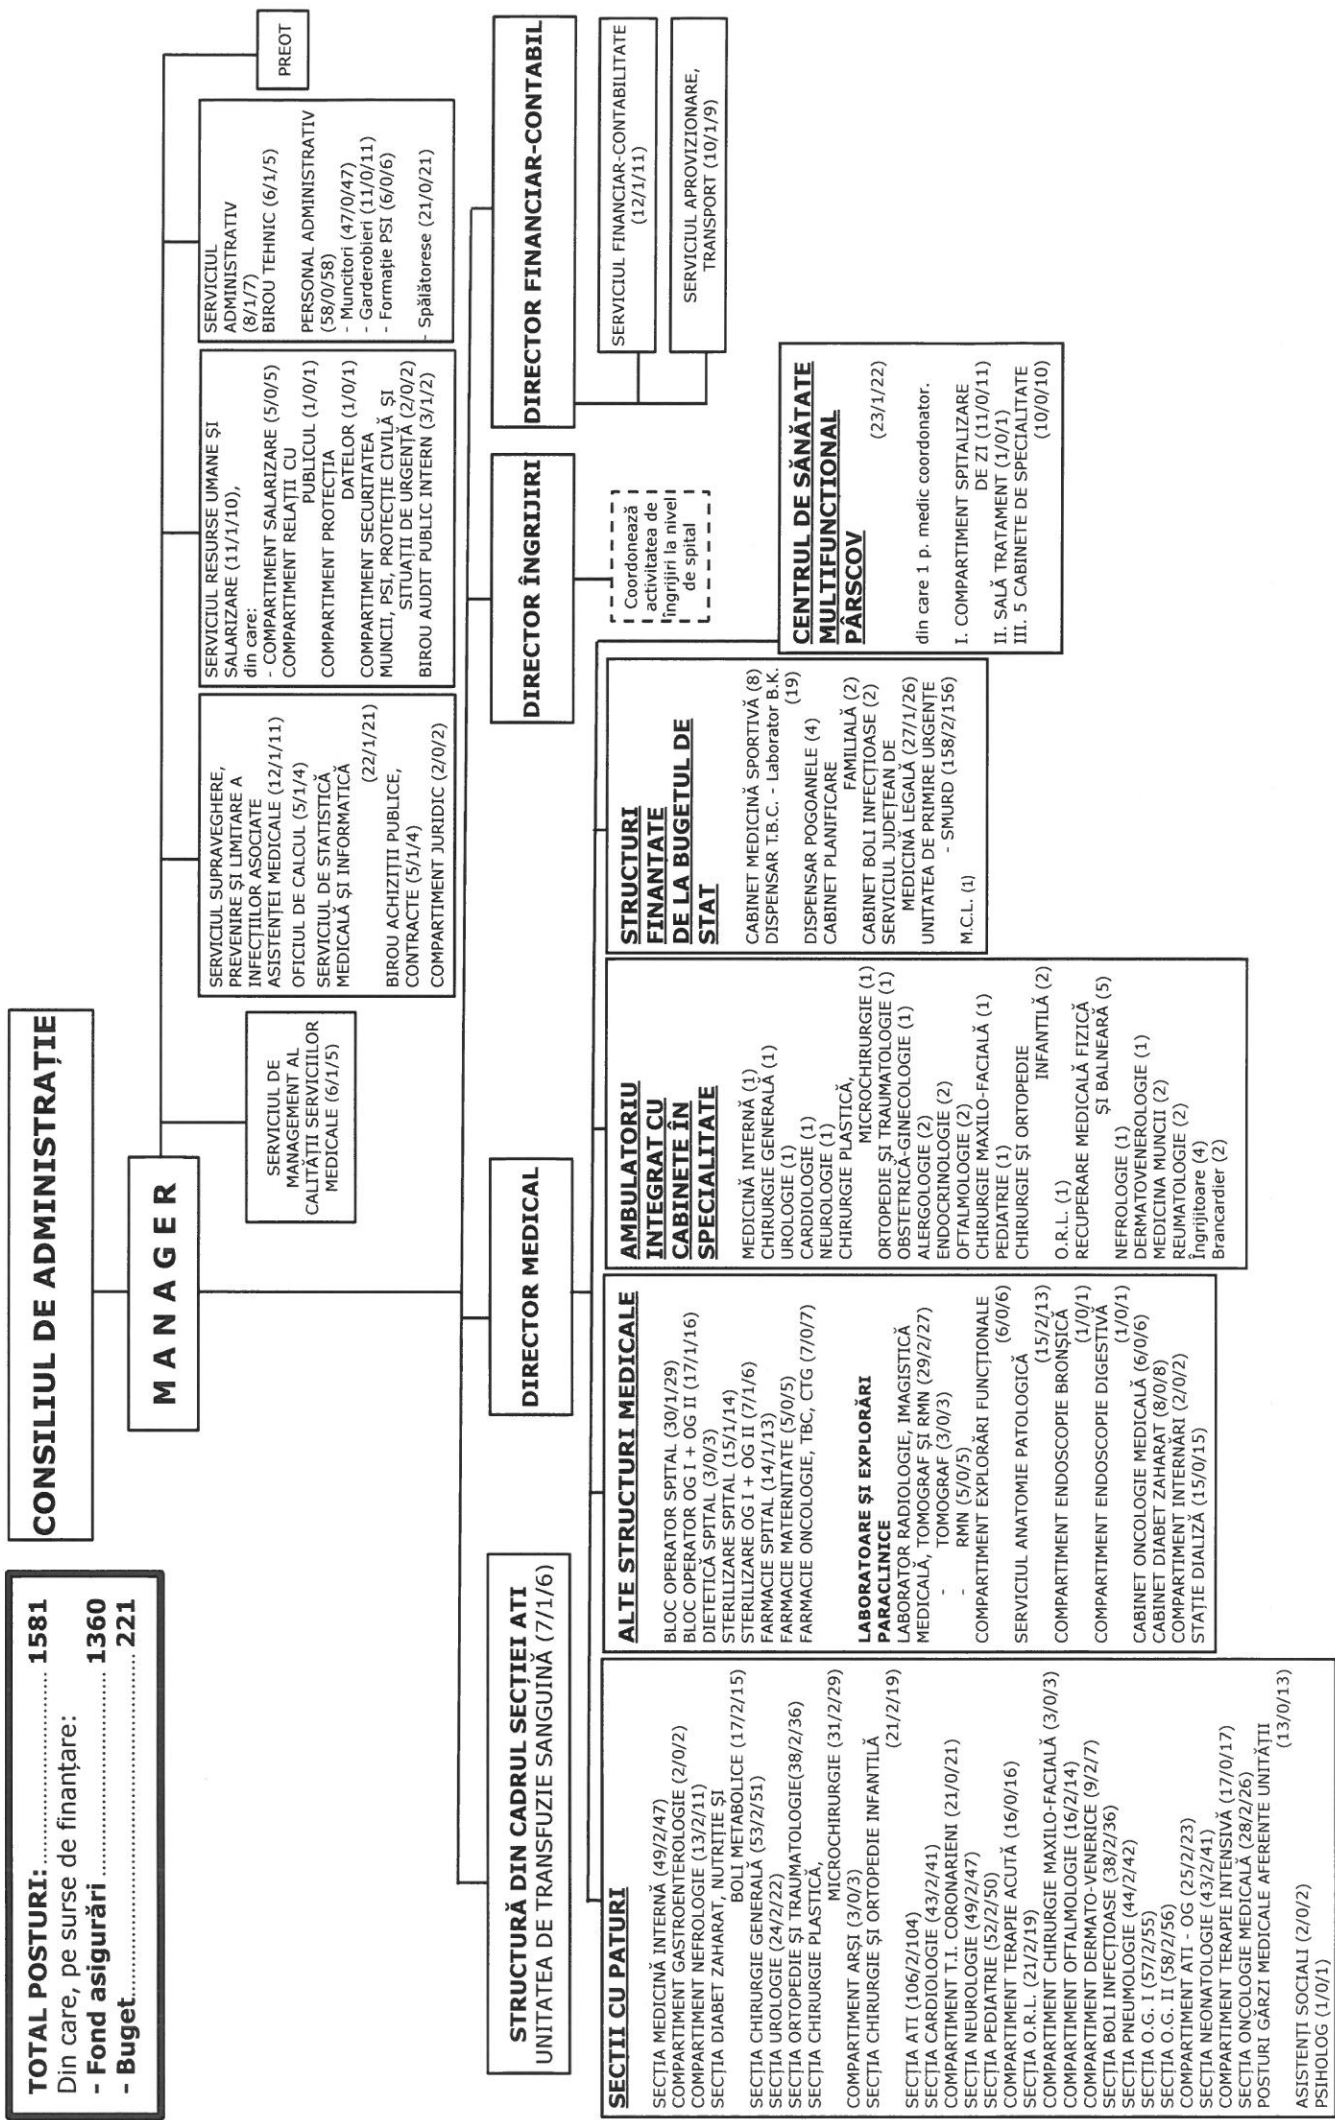 TOTAL POSTURI: ........................ 1581
Din care, pe surse de finanțare:
- Fond asigurări ........................ 1360
- Buget........................ 221
CONSILIUL DE ADMINISTRAȚIE
M A N A G E R
SERVICIUL DE
MANAGEMENT AL
CALITĂȚII SERVICIILOR
MEDICALE (6/1/5)
SERVICIUL SUPRAVEGHERE,
PREVENIRE ȘI LIMITARE A
INFECȚIILOR ASOCIATE
ASISTENȚEI MEDICALE (12/1/11)
OFICIUL DE CALCUL (5/1/4)
SERVICIUL DE STATISTICĂ
MEDICALĂ ȘI INFORMATICĂ
(22/1/21)
BIROU ACHIZIȚII PUBLICE,
CONTRACTE (5/1/4)
COMPARTIMENT JURIDIC (2/0/2)
SERVICIUL RESURSE UMANE ȘI
SALARIZARE (11/1/10),
din care:
- COMPARTIMENT SALARIZARE (5/0/5)
COMPARTIMENT RELAȚII CU
PUBLICUL (1/0/1)
COMPARTIMENT PROTECȚIA
DATELOR (1/0/1)
COMPARTIMENT SECURITATEA
MUNCII, PSI, PROTECȚIE CIVILĂ ȘI
SITUAȚII DE URGENȚĂ (2/0/2)
BIROU AUDIT PUBLIC INTERN (3/1/2)
SERVICIUL
ADMINISTRATIV
(8/1/7)
BIROU TEHNIC (6/1/5)
PERSONAL ADMINISTRATIV
(58/0/58)
- Muncitori (47/0/47)
- Garderobieri (11/0/11)
- Formație PSI (6/0/6)
- Spălătorese (21/0/21)
PREOT
STRUCTURĂ DIN CADRUL SECȚIEI ATI
UNITATEA DE TRANSFUZIE SANGUINĂ (7/1/6)
DIRECTOR MEDICAL
DIRECTOR ÎNGRIJIRI
Coordonează
activitatea de
îngrijiri la nivel
de spital
DIRECTOR FINANCIAR-CONTABIL
SERVICIUL FINANCIAR-CONTABILITATE
(12/1/11)
SERVICIUL APROVIZIONARE,
TRANSPORT (10/1/9)
SECȚII CU PATURI
SECȚIA MEDICINĂ INTERNĂ (49/2/47)
COMPARTIMENT GASTROENTEROLOGIE (2/0/2)
COMPARTIMENT NEFROLOGIE (13/2/11)
SECȚIA DIABET ZAHARAT, NUTRIȚIE ȘI
BOLI METABOLICE (17/2/15)
SECȚIA CHIRURGIE GENERALĂ (53/2/51)
SECȚIA UROLOGIE (24/2/22)
SECȚIA ORTOPEDIE ȘI TRAUMATOLOGIE(38/2/36)
SECȚIA CHIRURGIE PLASTICĂ,
MICROCHIRURGIE (31/2/29)
COMPARTIMENT ARȘI (3/0/3)
SECȚIA CHIRURGIE ȘI ORTOPEDIE INFANTILĂ
(21/2/19)
SECȚIA ATI (106/2/104)
SECȚIA CARDIOLOGIE (43/2/41)
COMPARTIMENT T.I. CORONARIENI (21/0/21)
SECȚIA NEUROLOGIE (49/2/47)
SECȚIA PEDIATRIE (52/2/50)
COMPARTIMENT TERAPIE ACUTĂ (16/0/16)
SECȚIA O.R.L. (21/2/19)
COMPARTIMENT CHIRURGIE MAXILO-FACIALĂ (3/0/3)
COMPARTIMENT OFTALMOLOGIE (16/2/14)
COMPARTIMENT DERMATO-VENERICE (9/2/7)
SECȚIA BOLI INFECȚIOASE (38/2/36)
SECȚIA PNEUMOLOGIE (44/2/42)
SECȚIA O.G. I (57/2/55)
SECȚIA O.G. II (58/2/56)
COMPARTIMENT ATI - OG (25/2/23)
SECȚIA NEONATOLOGIE (43/2/41)
COMPARTIMENT TERAPIE INTENSIVĂ (17/0/17)
SECȚIA ONCOLOGIE MEDICALĂ (28/2/26)
POSTURI GĂRZI MEDICALE AFERENTE UNITĂȚII
(13/0/13)
ASISTENȚI SOCIALI (2/0/2)
PSIHOLOG (1/0/1)
ALTE STRUCTURI MEDICALE
BLOC OPERATOR SPITAL (30/1/29)
BLOC OPERATOR OG I + OG II (17/1/16)
DIETETICĂ SPITAL (3/0/3)
STERILIZARE SPITAL (15/1/14)
STERILIZARE OG I + OG II (7/1/6)
FARMACIE SPITAL (14/1/13)
FARMACIE MATERNITATE (5/0/5)
FARMACIE ONCOLOGIE, TBC, CTG (7/0/7)
LABORATOARE ȘI EXPLORĂRI
PARACLINICE
LABORATOR RADIOLOGIE, IMAGISTICĂ
MEDICALĂ, TOMOGRAF ȘI RMN (29/2/27)
- TOMOGRAF (3/0/3)
- RMN (5/0/5)
COMPARTIMENT EXPLORĂRI FUNCȚIONALE
(6/0/6)
SERVICIUL ANATOMIE PATOLOGICĂ
(15/2/13)
COMPARTIMENT ENDOSCOPIE BRONȘICĂ
(1/0/1)
COMPARTIMENT ENDOSCOPIE DIGESTIVĂ
(1/0/1)
CABINET ONCOLOGIE MEDICALĂ (6/0/6)
CABINET DIABET ZAHARAT (8/0/8)
COMPARTIMENT INTERNĂRI (2/0/2)
STAȚIE DIALIZĂ (15/0/15)
AMBULATORIU
INTEGRAT CU
CABINETE ÎN
SPECIALITATE
MEDICINĂ INTERNĂ (1)
CHIRURGIE GENERALĂ (1)
UROLOGIE (1)
CARDIOLOGIE (1)
NEUROLOGIE (1)
CHIRURGIE PLASTICĂ,
MICROCHIRURGIE (1)
ORTOPEDIE ȘI TRAUMATOLOGIE (1)
OBSTETRICĂ-GINECOLOGIE (1)
ALERGOLOGIE (2)
ENDOCRINOLOGIE (2)
OFTALMOLOGIE (2)
CHIRURGIE MAXILO-FACIALĂ (1)
PEDIATRIE (1)
CHIRURGIE ȘI ORTOPEDIE
INFANTILĂ (2)
O.R.L. (1)
RECUPERARE MEDICALĂ FIZICĂ
ȘI BALNEARĂ (5)
NEFROLOGIE (1)
DERMATOVENEROLOGIE (1)
MEDICINA MUNCII (2)
REUMATOLOGIE (2)
Îngrijitoare (4)
Brancardier (2)
STRUCTURI
FINANȚATE
DE LA BUGETUL DE
STAT
CABINET MEDICINĂ SPORTIVĂ (8)
DISPENSAR T.B.C. - Laborator B.K.
(19)
DISPENSAR POGOANELE (4)
CABINET PLANIFICARE
FAMILIALĂ (2)
CABINET BOLI INFECȚIOASE (2)
SERVICIUL JUDEȚEAN DE
MEDICINĂ LEGALĂ (27/1/26)
UNITATEA DE PRIMIRE URGENȚE
- SMURD (158/2/156)
M.C.L. (1)
CENTRUL DE SĂNĂTATE
MULTIFUNCȚIONAL
PÂRSCOV
(23/1/22)
din care 1 p. medic coordonator.
I. COMPARTIMENT SPITALIZARE
DE ZI (11/0/11)
II. SALĂ TRATAMENT (1/0/1)
III. 5 CABINETE DE SPECIALITATE
(10/0/10)